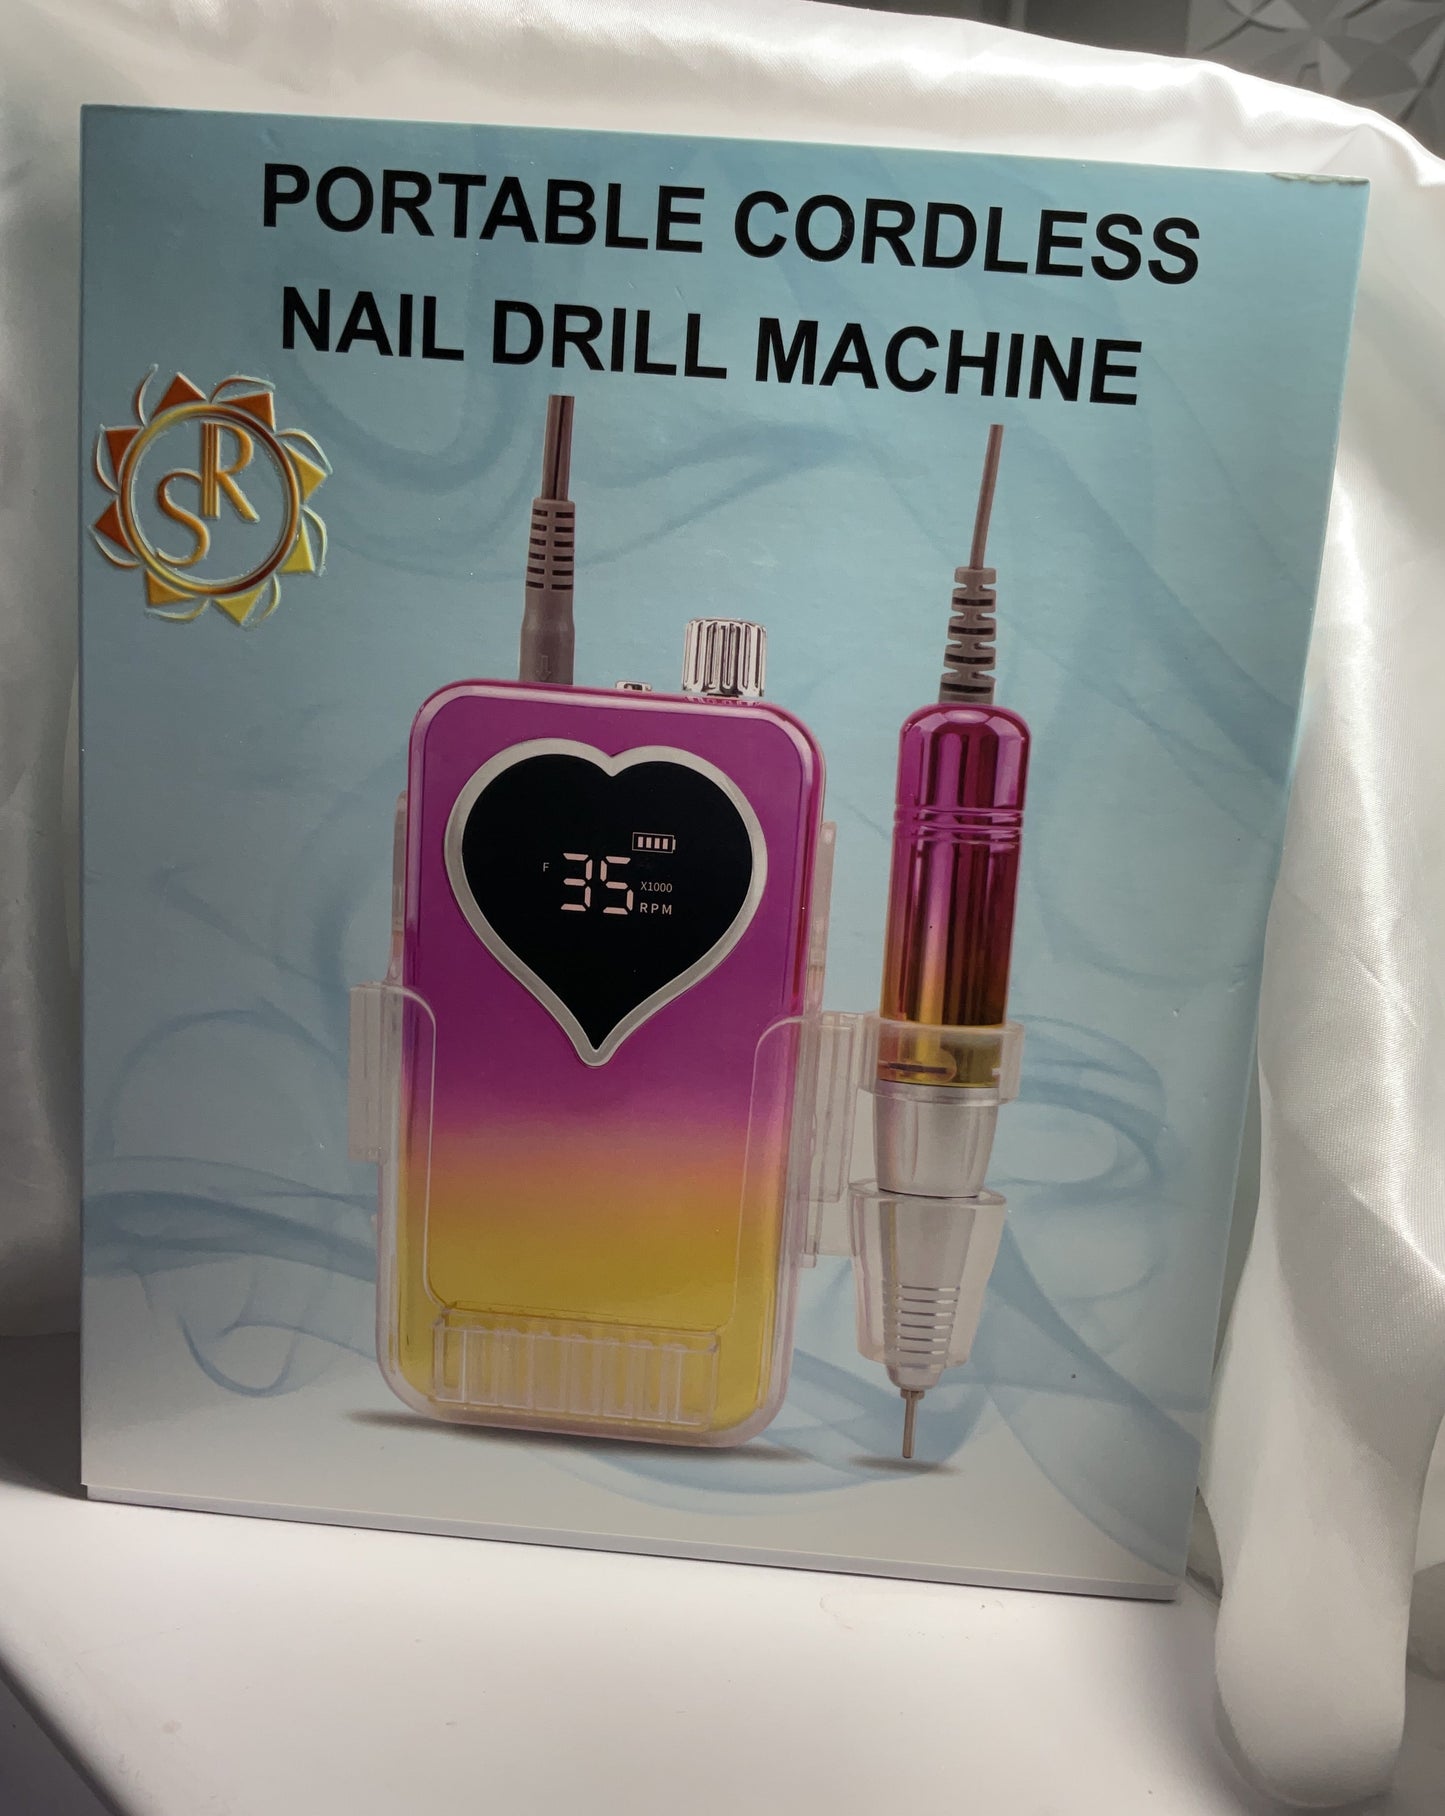 PORTABLE CORDLESS
NAIL DRILL MACHINE
SR
F 35 X1000
RPM